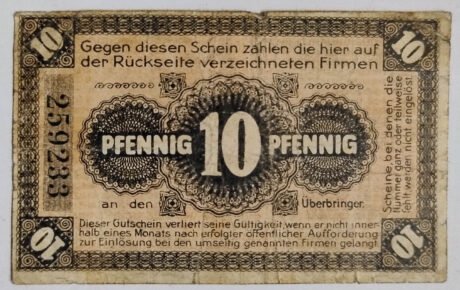 10
10
Gegen diesen Schein zahlen die hier auf
der Rückseite verzeichneten Firmen
259283
PFENNIG 10 PFENNIG
an den Überbringer.
Scheine, bei denen die
Nummer ganz oder teilweise
fehlt, werden nicht eingelöst.
Dieser Gutschein verliert seine Gültigkeit, wenn er nicht inner-
halb eines Monats nach erfolgter öffentlicher Aufforderung
zur Einlösung bei den umseitig genannten Firmen gelangt.
10
10